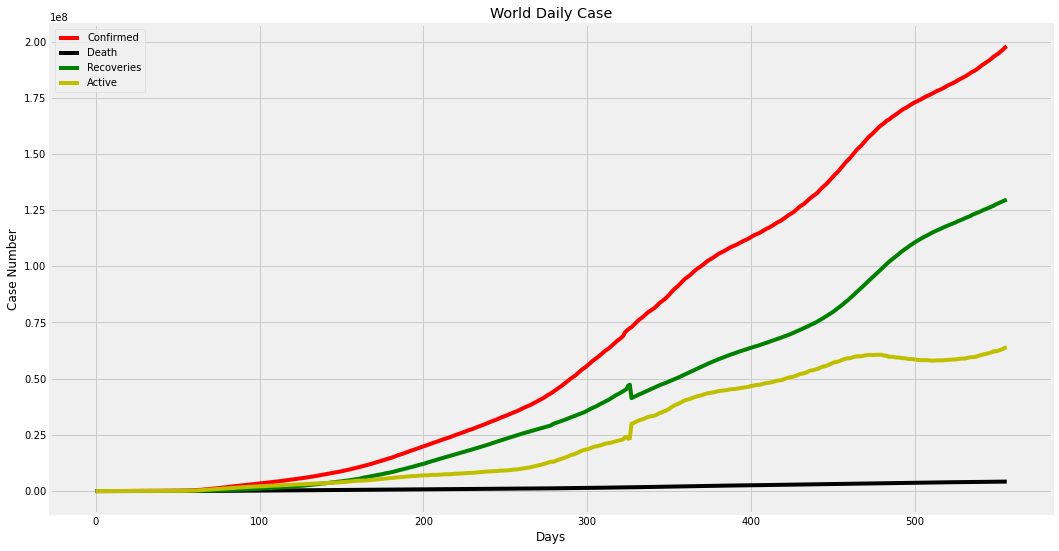 World Daily Case
1e8
Confirmed
Death
Recoveries
Active
2.00
1.75
1.50
1.25
1.00
0.75
0.50
0.25
0.00
Case Number
0 100 200 300 400 500
Days